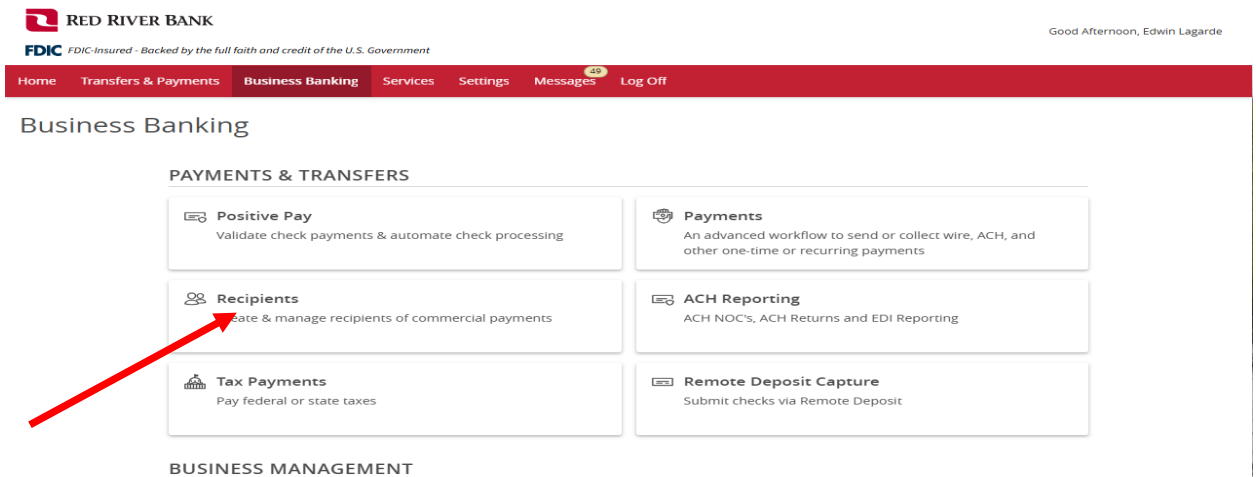 RED RIVER BANK
Good Afternoon, Edwin Lagarde
FDIC FDIC-Insured - Backed by the full faith and credit of the U.S. Government
Home Transfers & Payments Business Banking Services Settings Messages 49 Log Off
Business Banking
PAYMENTS & TRANSFERS
Positive Pay
Validate check payments & automate check processing
Payments
An advanced workflow to send or collect wire, ACH, and
other one-time or recurring payments
Recipients
& manage recipients of commercial payments
ACH Reporting
ACH NOC's, ACH Returns and EDI Reporting
Tax Payments
Pay federal or state taxes
Remote Deposit Capture
Submit checks via Remote Deposit
BUSINESS MANAGEMENT